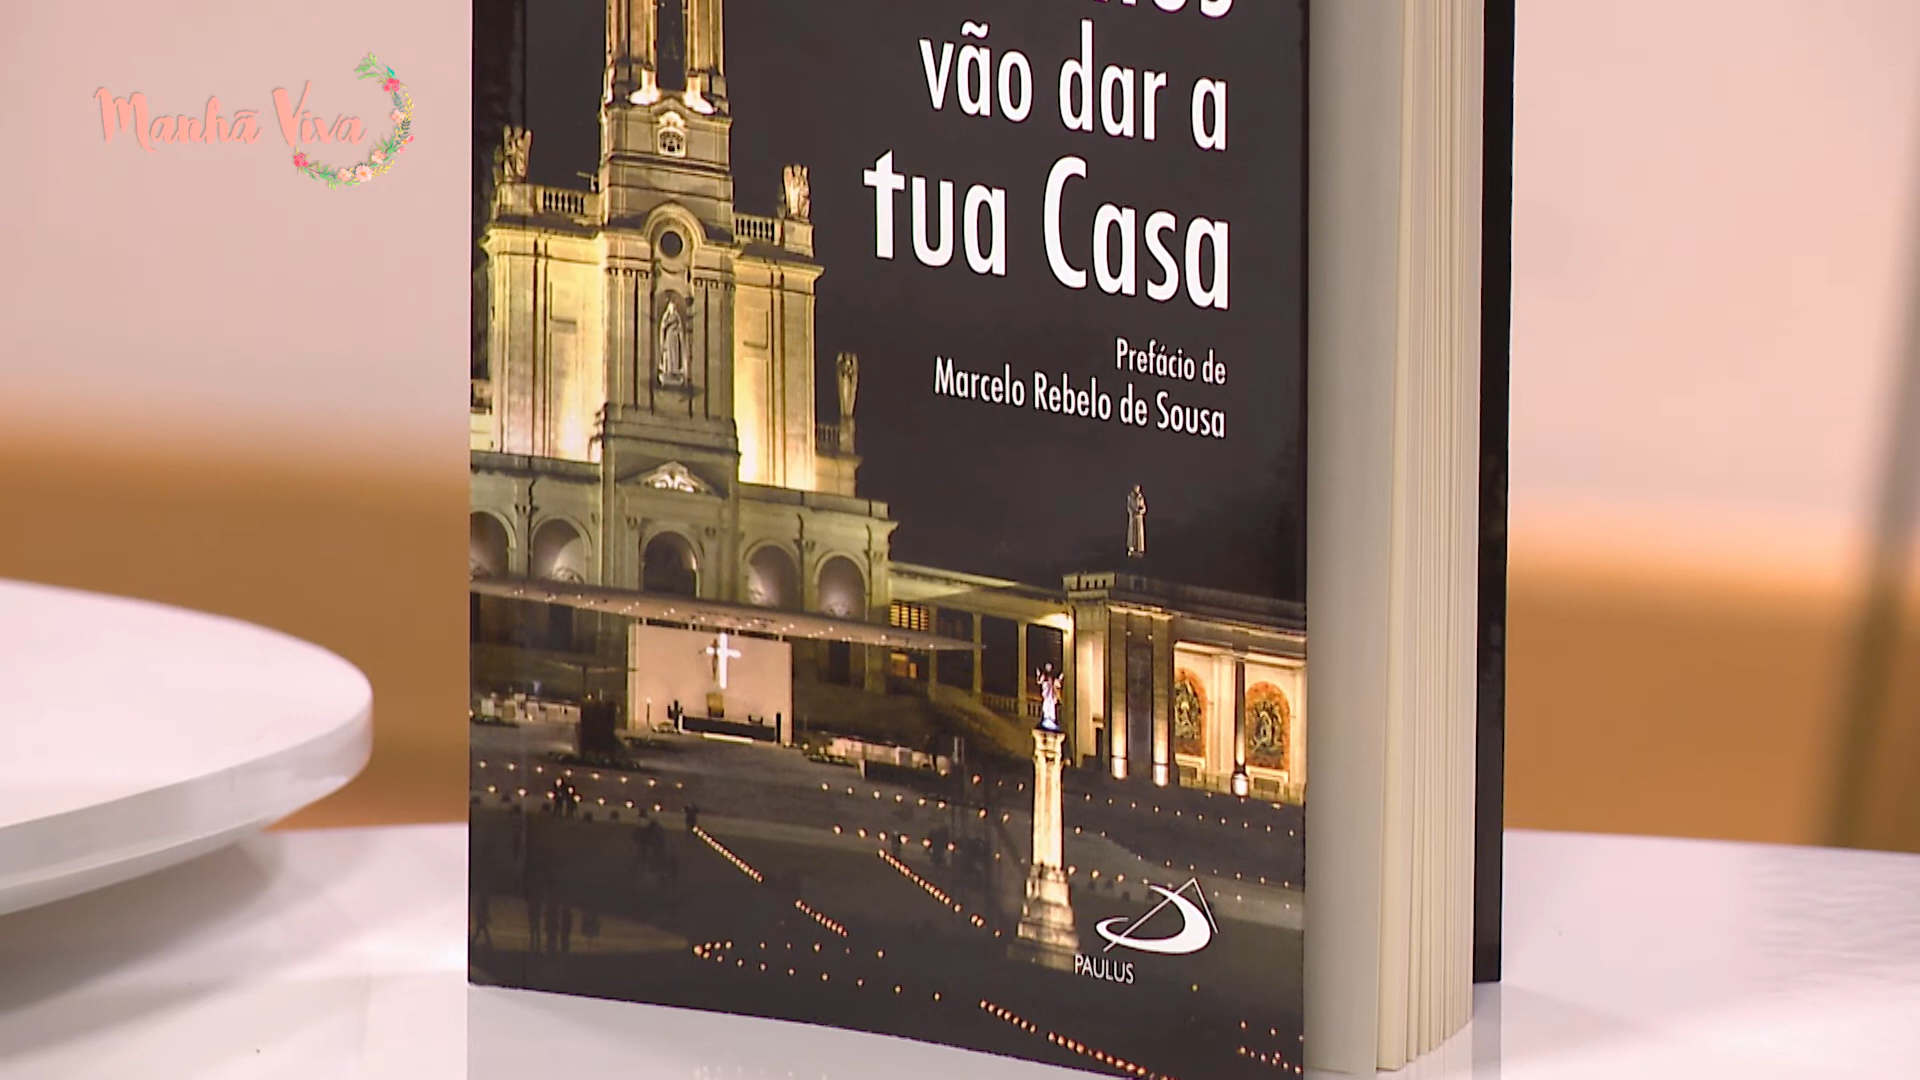 Manhã Viva
vão dar a
tua Casa
Prefácio de
Marcelo Rebelo de Sousa
PAULUS